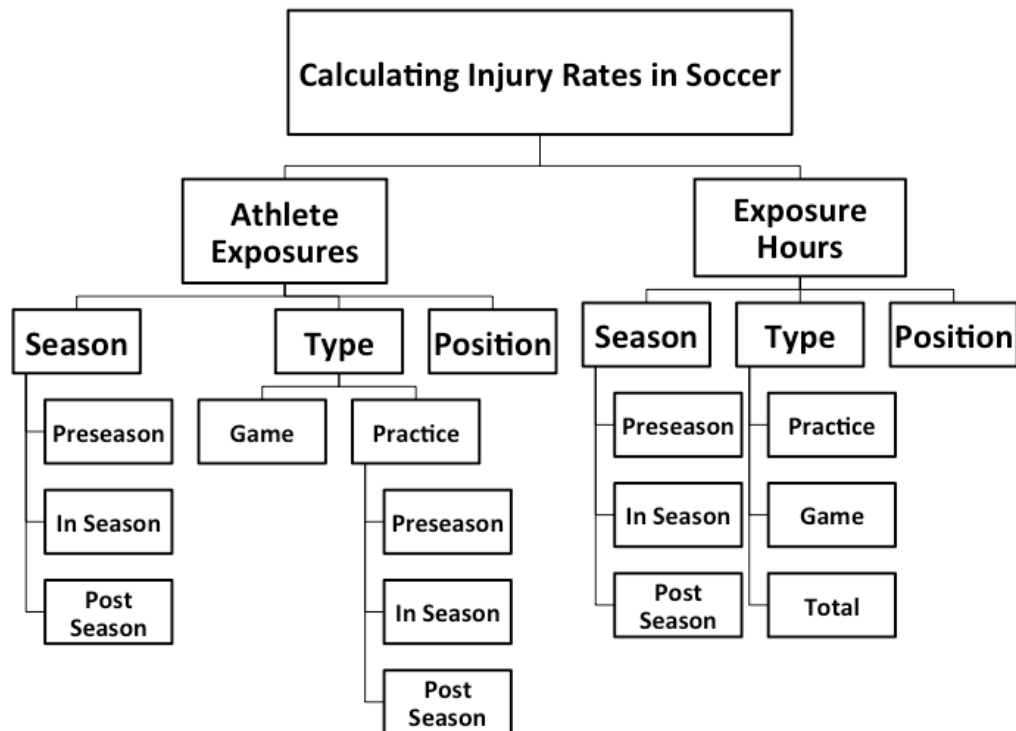 Calculating Injury Rates in Soccer
Athlete
Exposures
Exposure
Hours
Season
Type
Position
Season
Type
Position
Preseason
Game
Practice
Preseason
Practice
In Season
Preseason
In Season
Game
Post
Season
In Season
Post
Season
Total
Post
Season